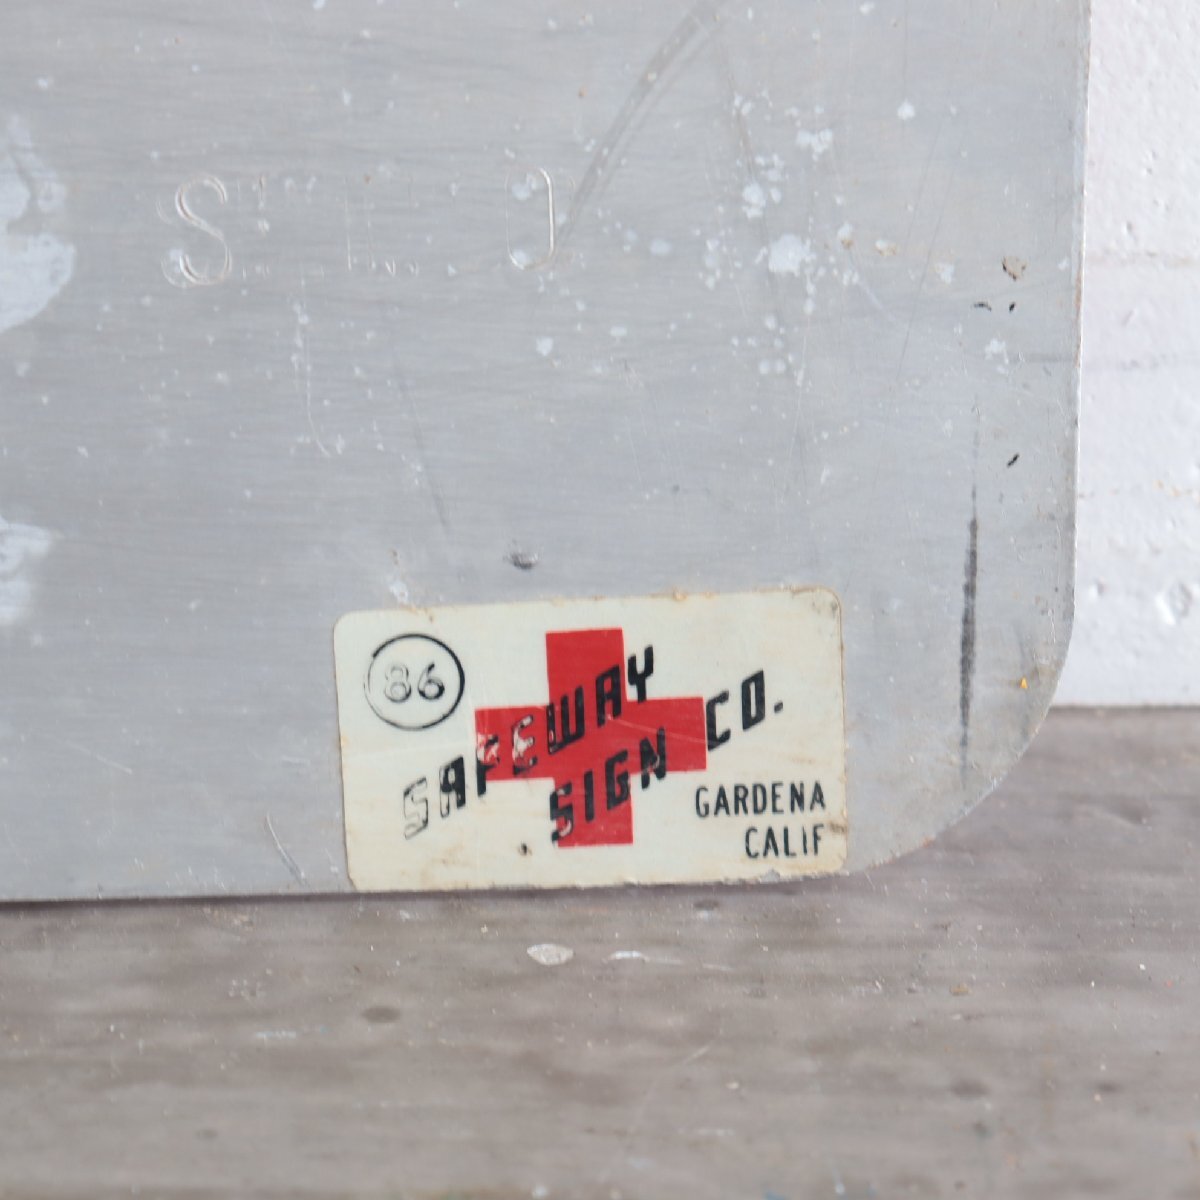 86
SAFEWAY
SIGN CO.
GARDENA
CALIF